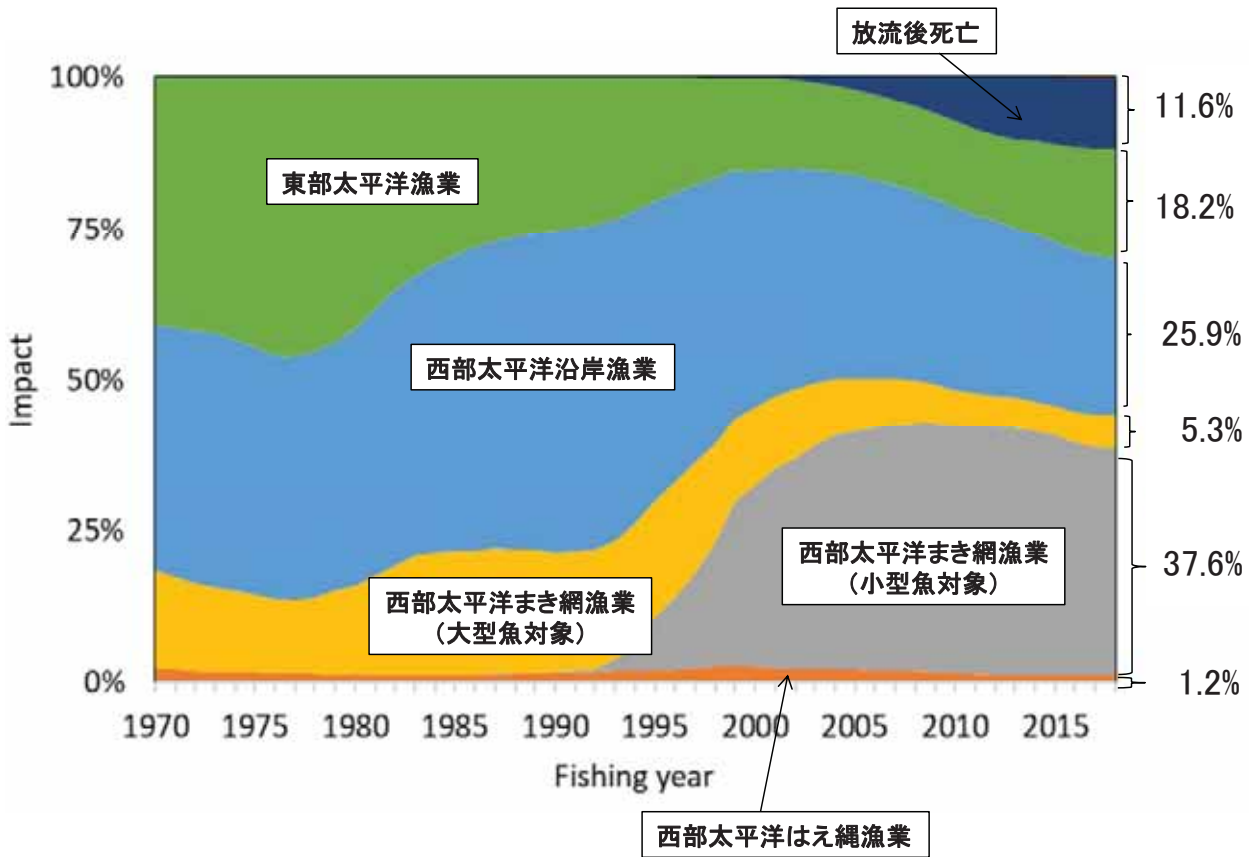 放流後死亡
100%
11.6%
東部太平洋漁業
18.2%
75%
25.9%
西部太平洋沿岸漁業
50%
Impact
5.3%
25%
西部太平洋まき網漁業
(小型魚対象)
37.6%
西部太平洋まき網漁業
(大型魚対象)
0%
1.2%
1970 1975 1980 1985 1990 1995 2000 2005 2010 2015
Fishing year
西部太平洋はえ縄漁業